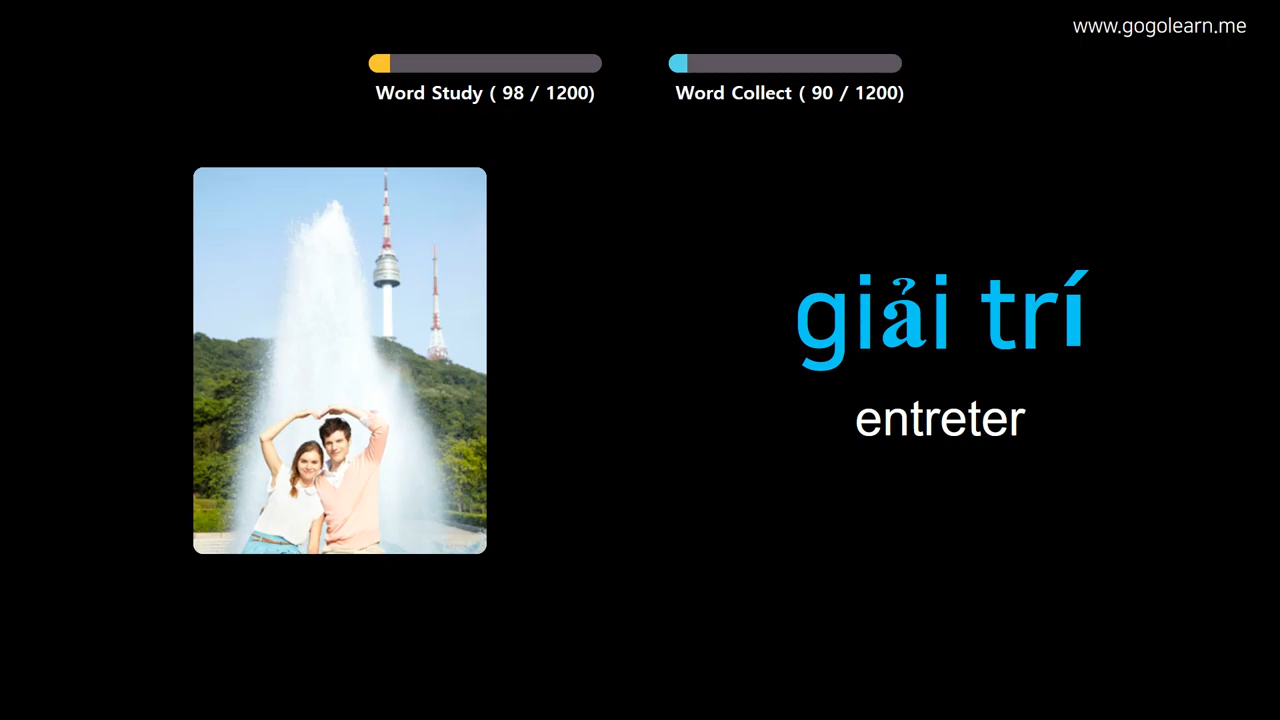 www.gogolearn.me
Word Study ( 98 / 1200)
Word Collect ( 90 / 1200)
giải trí
entreter